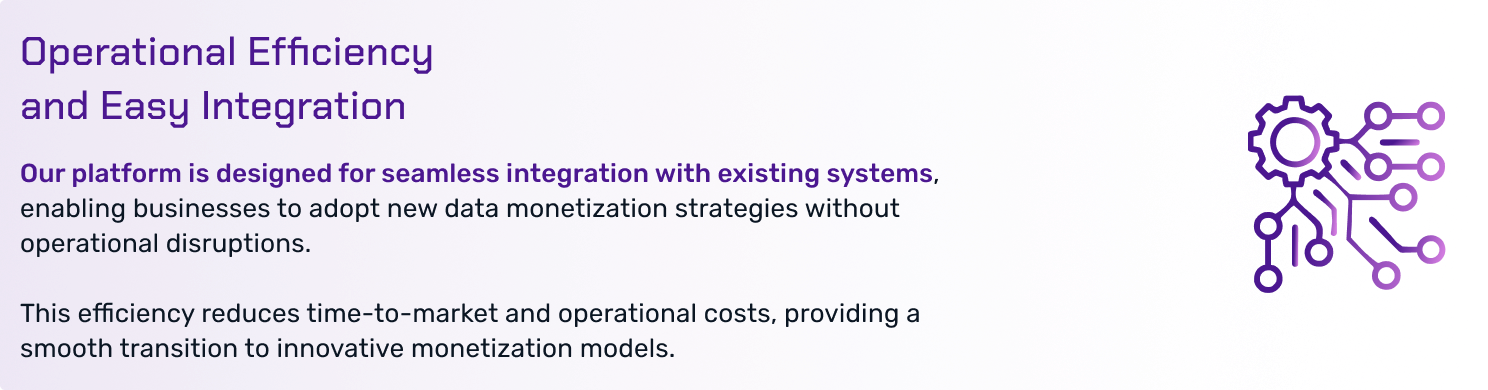 Operational Efficiency
and Easy Integration
Our platform is designed for seamless integration with existing systems,
enabling businesses to adopt new data monetization strategies without
operational disruptions.
This efficiency reduces time-to-market and operational costs, providing a
smooth transition to innovative monetization models.